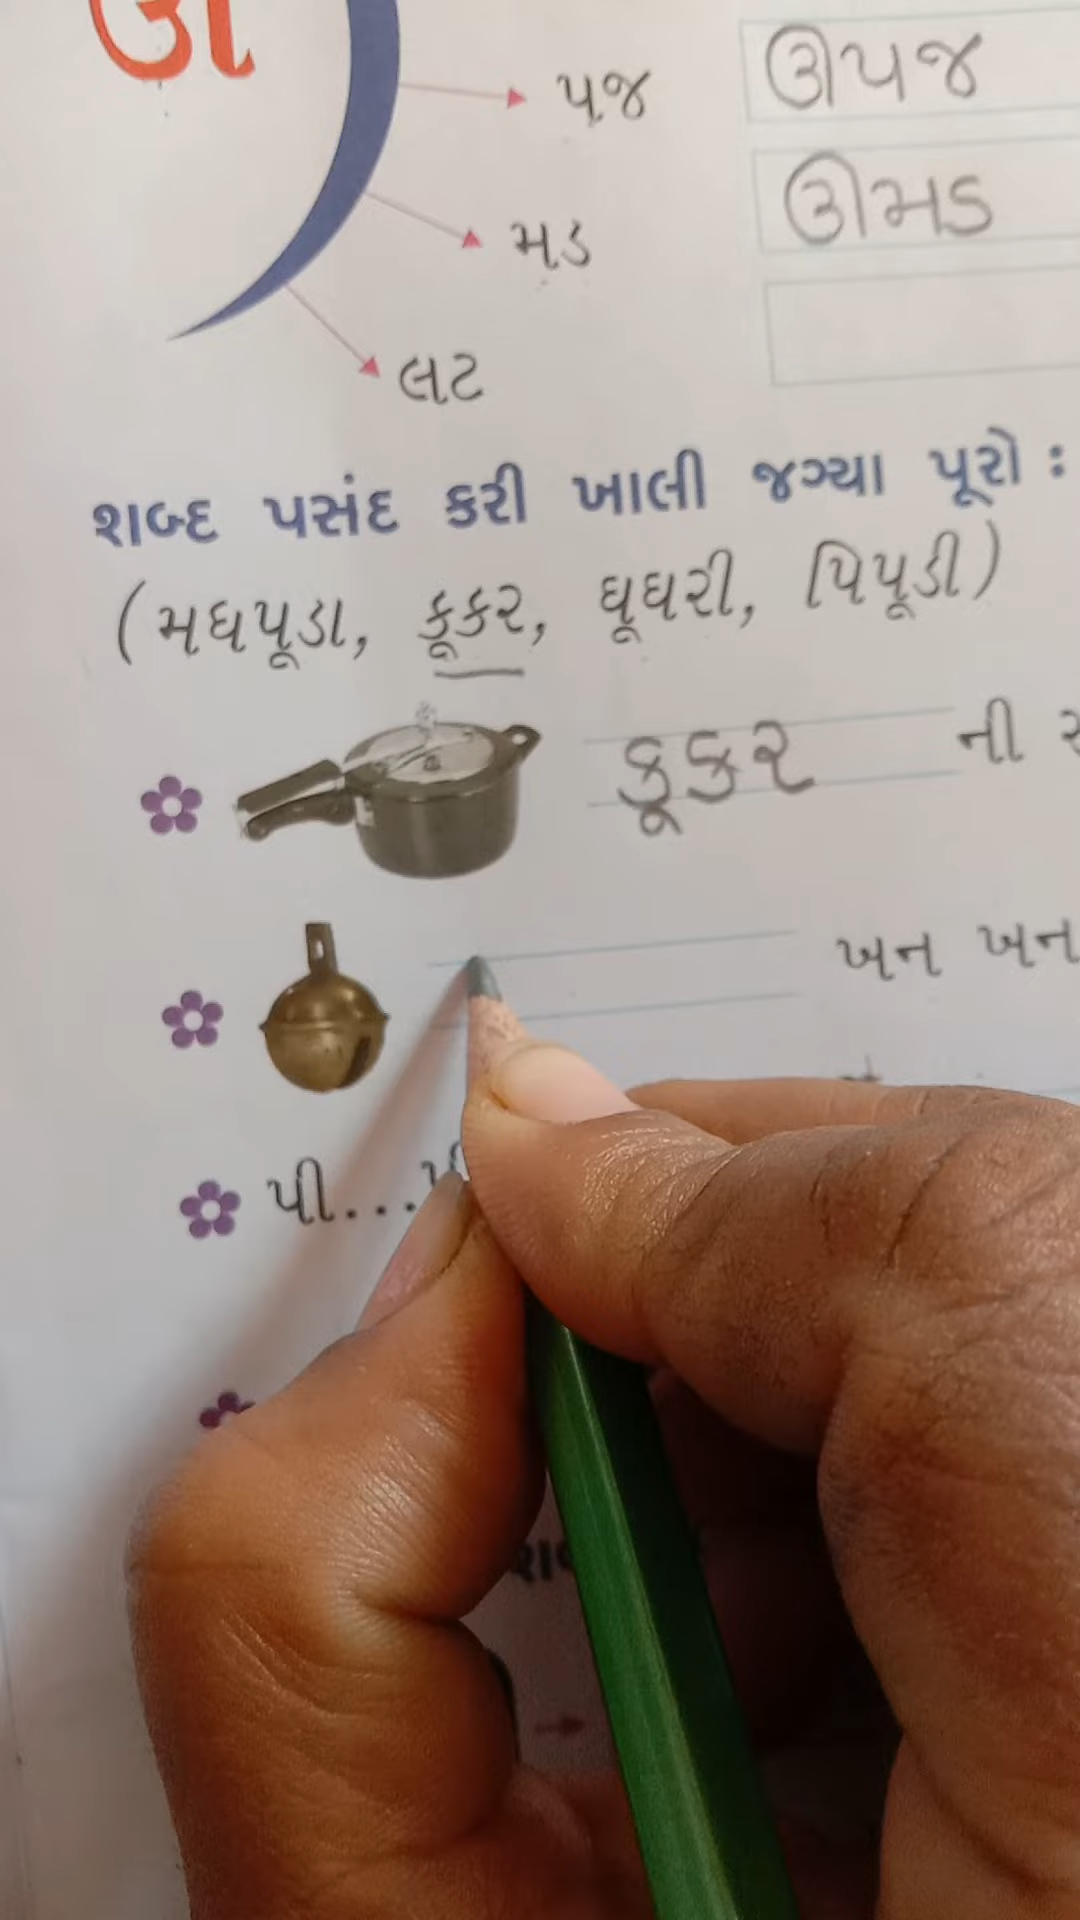 ઊ
પજ ઊપજ
મડ ઊમડ
લટ
શબ્દ પસંદ કરી ખાલી જગ્યા પૂરો :
(મધપૂડા, કૂકર, ઘૂઘરી, પિપૂડી)
કૂકર ની
ખન ખન
પી...